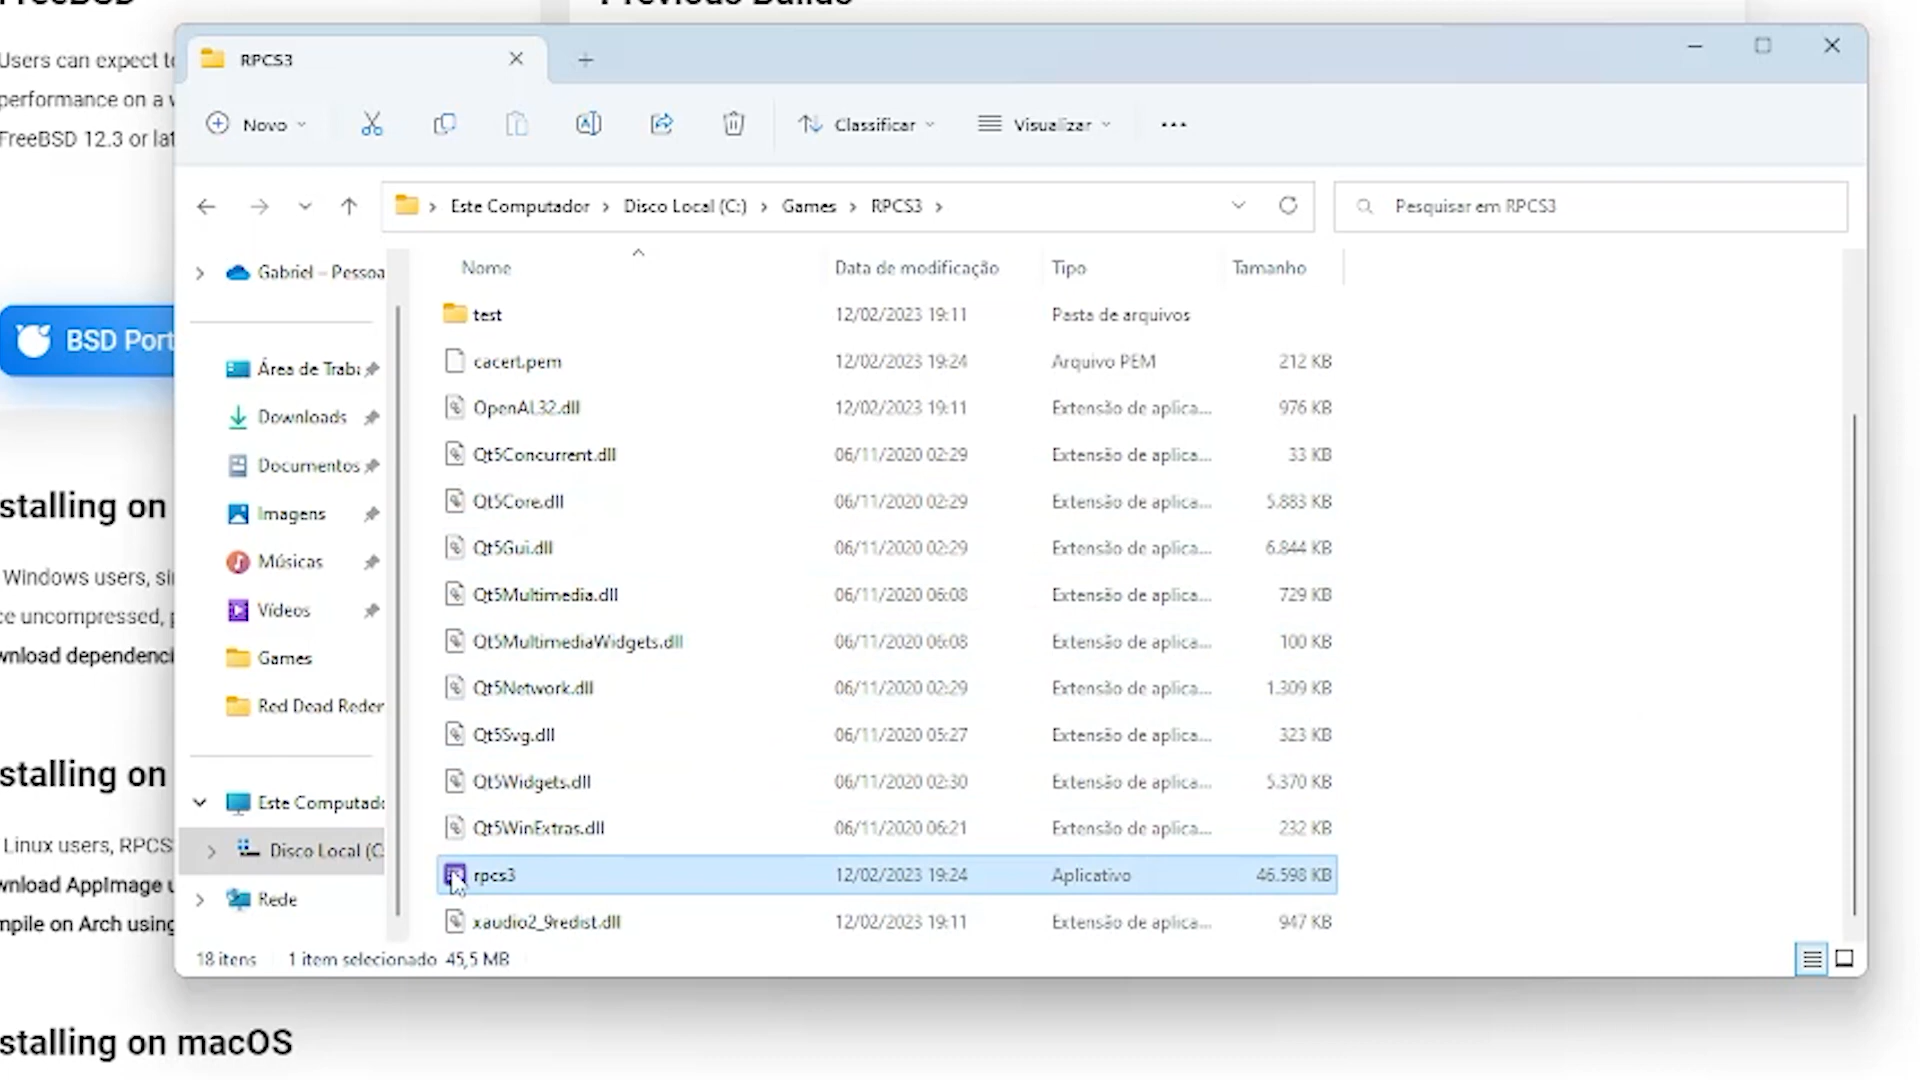 FreeBSD
Previous Builds
Users can expect t
performance on a
FreeBSD 12.3 or lat
BSD Port
stalling on
Windows users, si
ce uncompressed, p
wnload dependenci
stalling on
Linux users, RPCS
wnload AppImage u
mpile on Arch using
stalling on macOS
RPCS3
Novo
Classificar
Visualizar
Este Computador
Disco Local (C:)
Games
RPCS3
Pesquisar em RPCS3
Gabriel – Pessoa
Área de Traba
Downloads
Documentos
Imagens
Músicas
Vídeos
Games
Red Dead Reder
Este Computado
Disco Local (C:
Rede
Nome Data de modificação Tipo Tamanho
test 12/02/2023 19:11 Pasta de arquivos
cacert.pem 12/02/2023 19:24 Arquivo PEM 212 KB
OpenAL32.dll 12/02/2023 19:11 Extensão de aplica... 976 KB
Qt5Concurrent.dll 06/11/2020 02:29 Extensão de aplica... 33 KB
Qt5Core.dll 06/11/2020 02:29 Extensão de aplica... 5.883 KB
Qt5Gui.dll 06/11/2020 02:29 Extensão de aplica... 6.844 KB
Qt5Multimedia.dll 06/11/2020 06:08 Extensão de aplica... 729 KB
Qt5MultimediaWidgets.dll 06/11/2020 06:08 Extensão de aplica... 100 KB
Qt5Network.dll 06/11/2020 02:29 Extensão de aplica... 1.309 KB
Qt5Svg.dll 06/11/2020 05:27 Extensão de aplica... 323 KB
Qt5Widgets.dll 06/11/2020 02:30 Extensão de aplica... 5.370 KB
Qt5WinExtras.dll 06/11/2020 06:21 Extensão de aplica... 232 KB
rpcs3 12/02/2023 19:24 Aplicativo 46.598 KB
xaudio2_9redist.dll 12/02/2023 19:11 Extensão de aplica... 947 KB
18 itens 1 item selecionado 45,5 MB